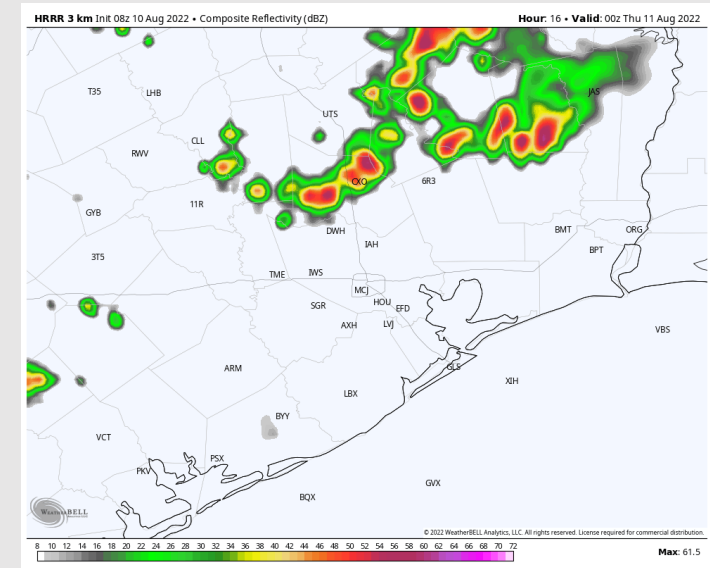 HRRR 3 km Init 08z 10 Aug 2022 • Composite Reflectivity (dBZ) Hour: 16 • Valid: 00z Thu 11 Aug 2022
T35
LHB
JAS
UTS
CLL
RWV
CXO
6R3
11R
GYB
DWH
BMT
ORG
IAH
BPT
3T5
TME
IWS
MCJ
SGR
HOU
EFD
AXH
LVJ
VBS
ARM
GLS
XIH
LBX
BYY
VCT
PSX
PKV
GVX
BQX
WEATHERBELL
© 2022 WeatherBELL Analytics, LLC. All rights reserved. License required for commercial distribution.
8 10 12 14 16 18 20 22 24 26 28 30 32 34 36 38 40 42 44 46 48 50 52 54 56 58 60 62 64 66 68 70 72
Max: 61.5